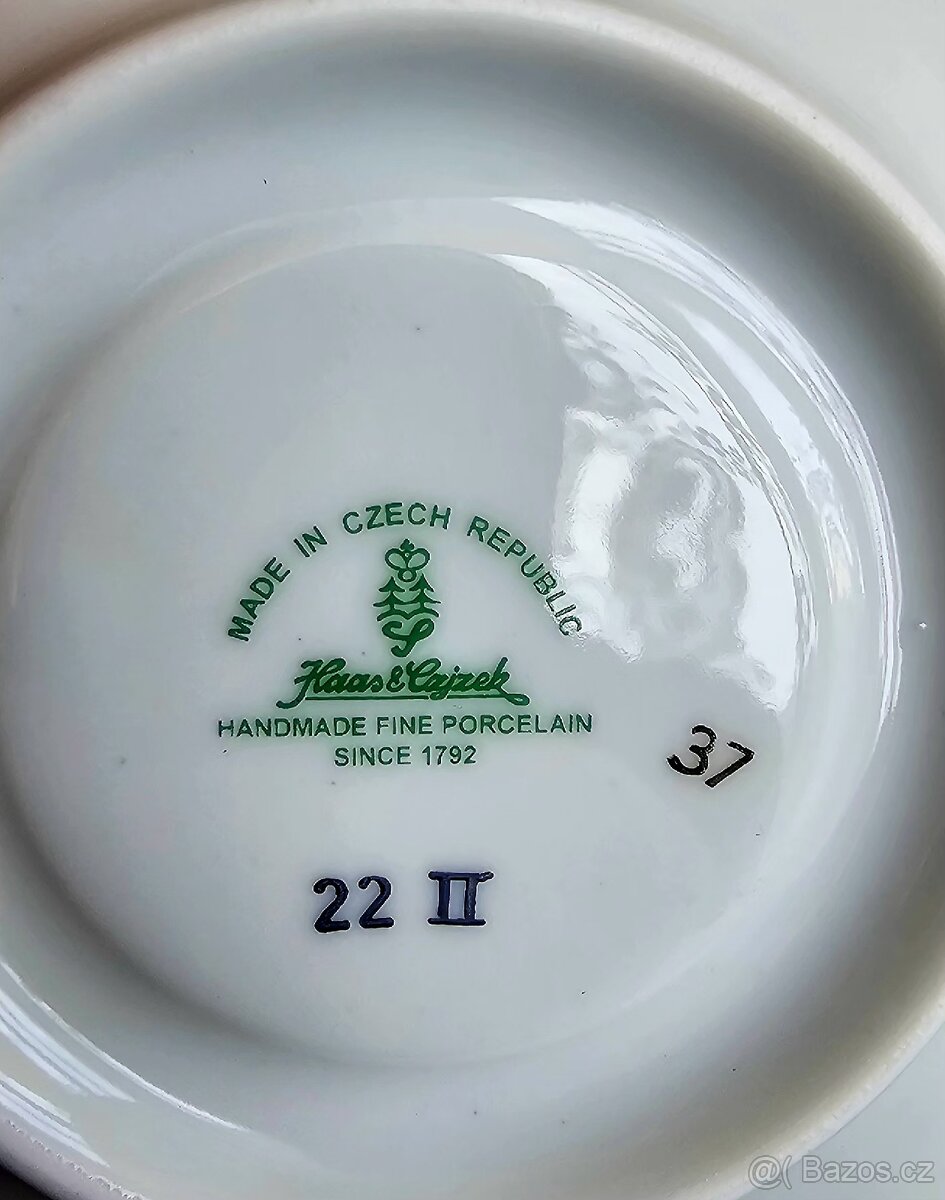 MADE IN CZECH REPUBLIC
Haas & Czjzek
HANDMADE FINE PORCELAIN
SINCE 1792
37
22 II
@( Bazos.cz